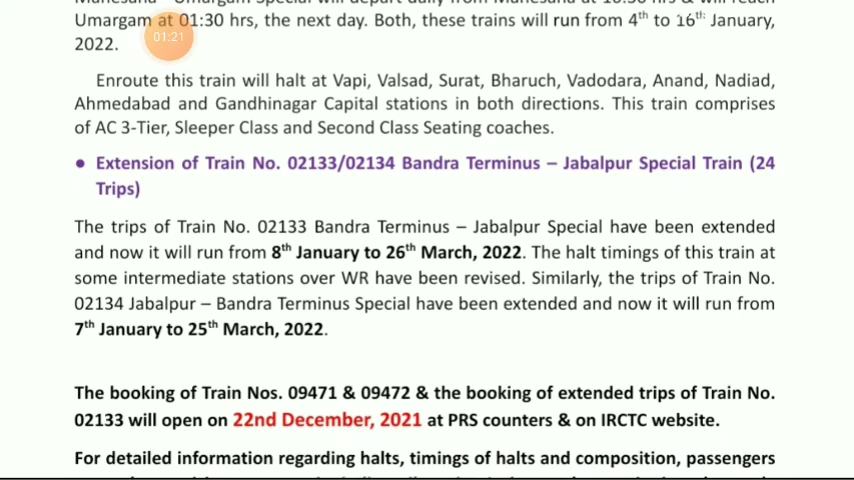 Umargam at 01:30 hrs, the next day. Both, these trains will run from 4th to 16th January,
01:21
2022.
Enroute this train will halt at Vapi, Valsad, Surat, Bharuch, Vadodara, Anand, Nadiad,
Ahmedabad and Gandhinagar Capital stations in both directions. This train comprises
of AC 3-Tier, Sleeper Class and Second Class Seating coaches.
• Extension of Train No. 02133/02134 Bandra Terminus – Jabalpur Special Train (24
Trips)
The trips of Train No. 02133 Bandra Terminus – Jabalpur Special have been extended
and now it will run from 8th January to 26th March, 2022. The halt timings of this train at
some intermediate stations over WR have been revised. Similarly, the trips of Train No.
02134 Jabalpur – Bandra Terminus Special have been extended and now it will run from
7th January to 25th March, 2022.
The booking of Train Nos. 09471 & 09472 & the booking of extended trips of Train No.
02133 will open on 22nd December, 2021 at PRS counters & on IRCTC website.
For detailed information regarding halts, timings of halts and composition, passengers